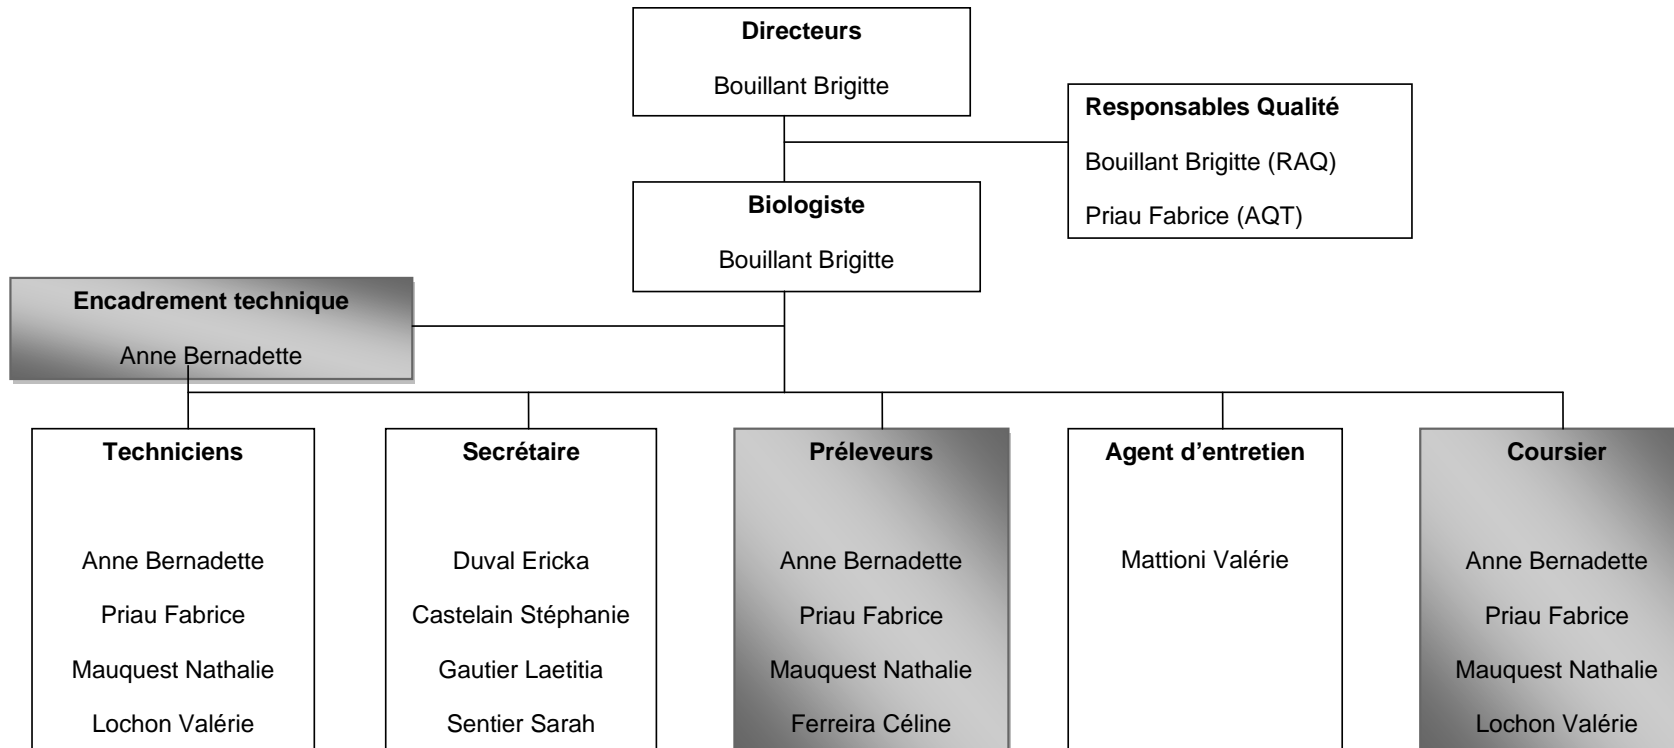 Directeurs
Bouillant Brigitte
Responsables Qualité
Bouillant Brigitte (RAQ)
Priau Fabrice (AQT)
Biologiste
Bouillant Brigitte
Encadrement technique
Anne Bernadette
Techniciens
Anne Bernadette
Priau Fabrice
Mauquest Nathalie
Lochon Valérie
Secrétaire
Duval Ericka
Castelain Stéphanie
Gautier Laetitia
Sentier Sarah
Préleveurs
Anne Bernadette
Priau Fabrice
Mauquest Nathalie
Ferreira Céline
Agent d’entretien
Mattioni Valérie
Coursier
Anne Bernadette
Priau Fabrice
Mauquest Nathalie
Lochon Valérie